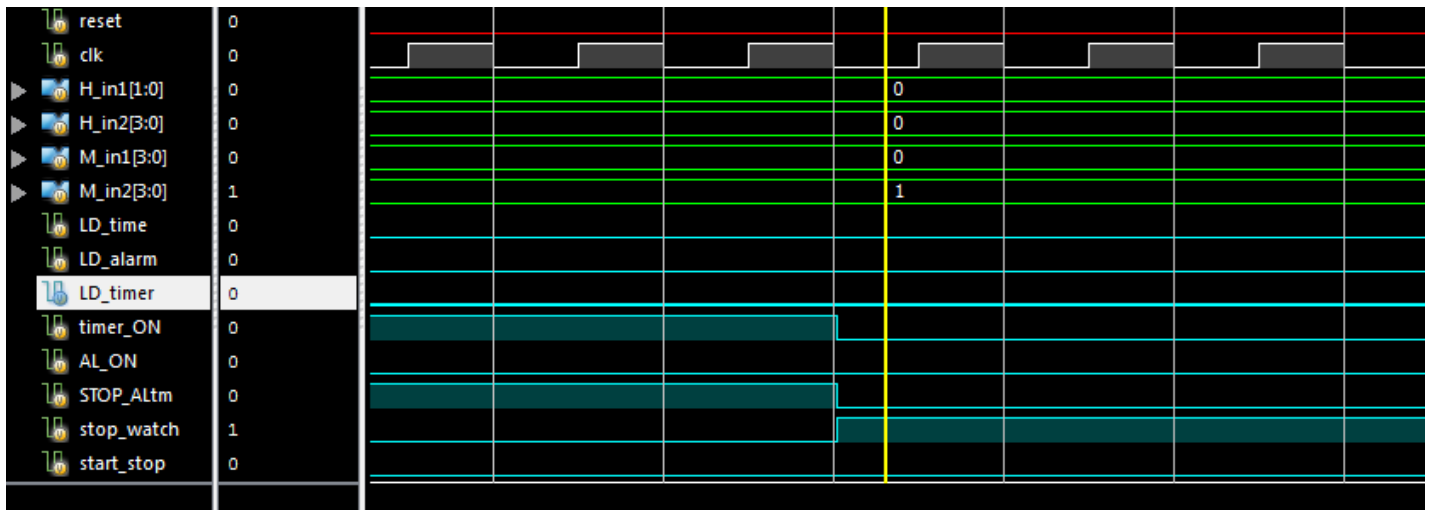 reset 0
clk 0
H_in1[1:0] 0 0
H_in2[3:0] 0 0
M_in1[3:0] 0 0
M_in2[3:0] 1 1
LD_time 0
LD_alarm 0
LD_timer 0
timer_ON 0
AL_ON 0
STOP_ALtm 0
stop_watch 1
start_stop 0